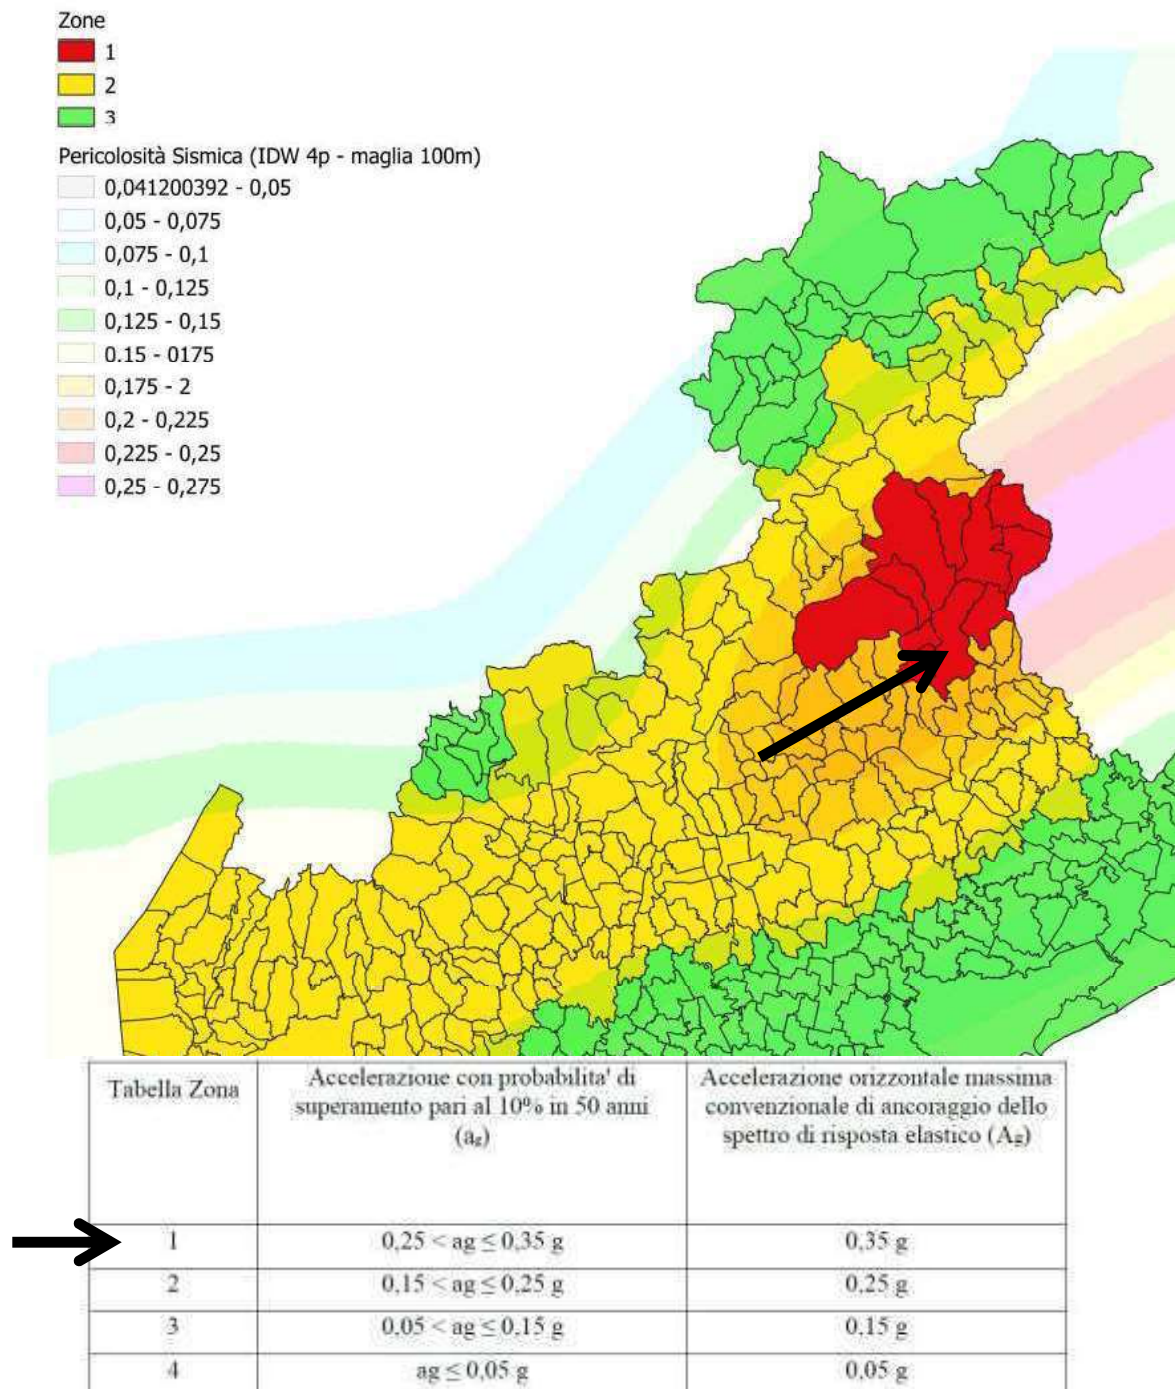 Zone
1
2
3
Pericolosità Sismica (IDW 4p - maglia 100m)
0,041200392 - 0,05
0,05 - 0,075
0,075 - 0,1
0,1 - 0,125
0,125 - 0,15
0.15 - 0175
0,175 - 2
0,2 - 0,225
0,225 - 0,25
0,25 - 0,275
Tabella Zona
Accelerazione con probabilita' di
superamento pari al 10% in 50 anni
(ag)
Accelerazione orizzontale massima
convenzionale di ancoraggio dello
spettro di risposta elastico (Ag)
1 0,25 < ag ≤ 0,35 g 0,35 g
2 0,15 < ag ≤ 0,25 g 0,25 g
3 0,05 < ag ≤ 0,15 g 0,15 g
4 ag ≤ 0,05 g 0,05 g